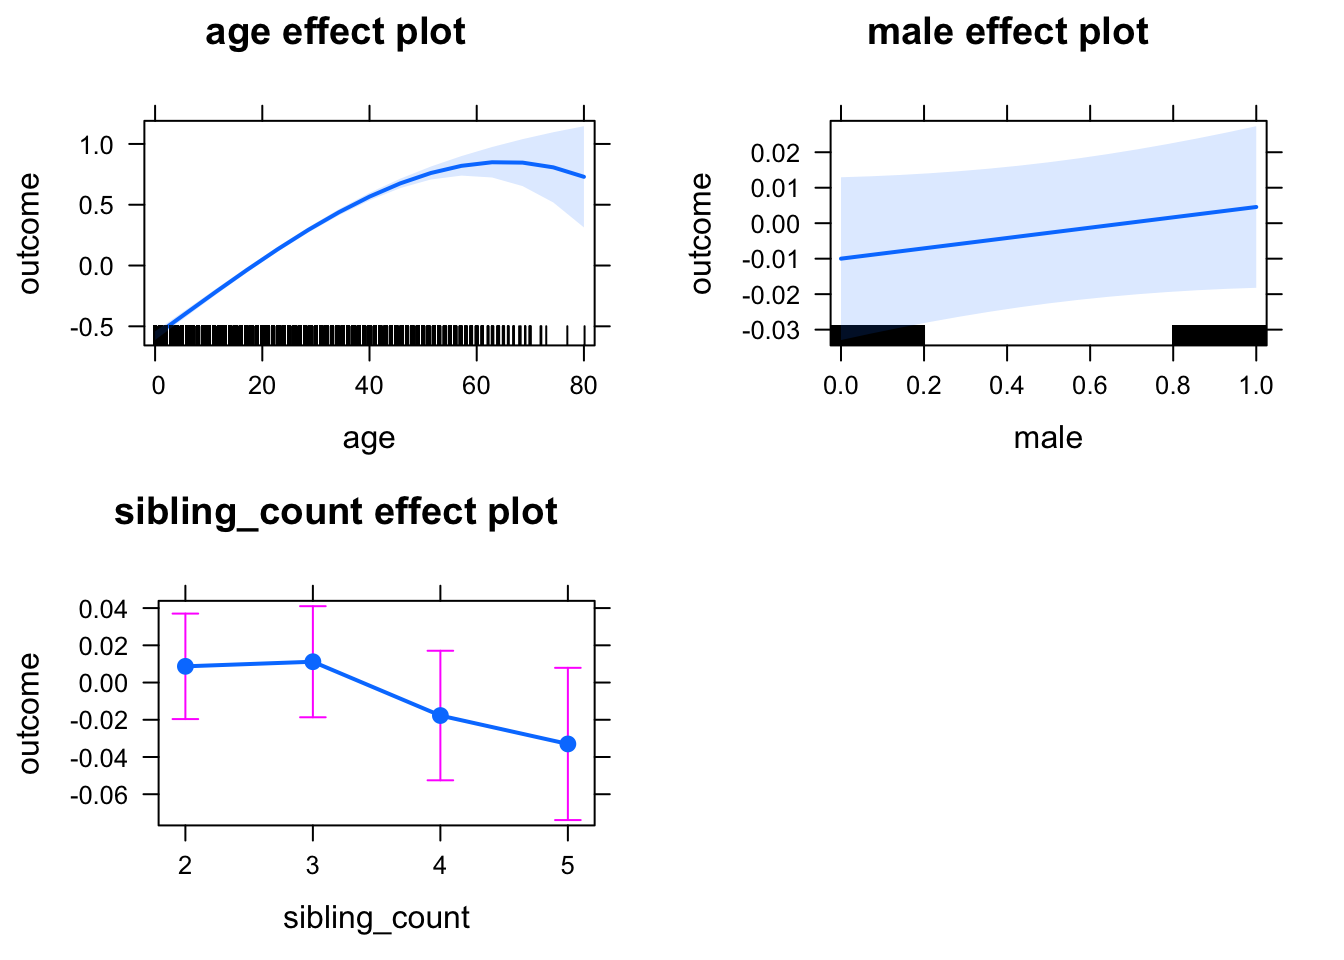 age effect plot
outcome
1.0
0.5
0.0
-0.5
0 20 40 60 80
age
male effect plot
outcome
0.02
0.01
0.00
-0.01
-0.02
-0.03
0.0 0.2 0.4 0.6 0.8 1.0
male
sibling_count effect plot
outcome
0.04
0.02
0.00
-0.02
-0.04
-0.06
2 3 4 5
sibling_count